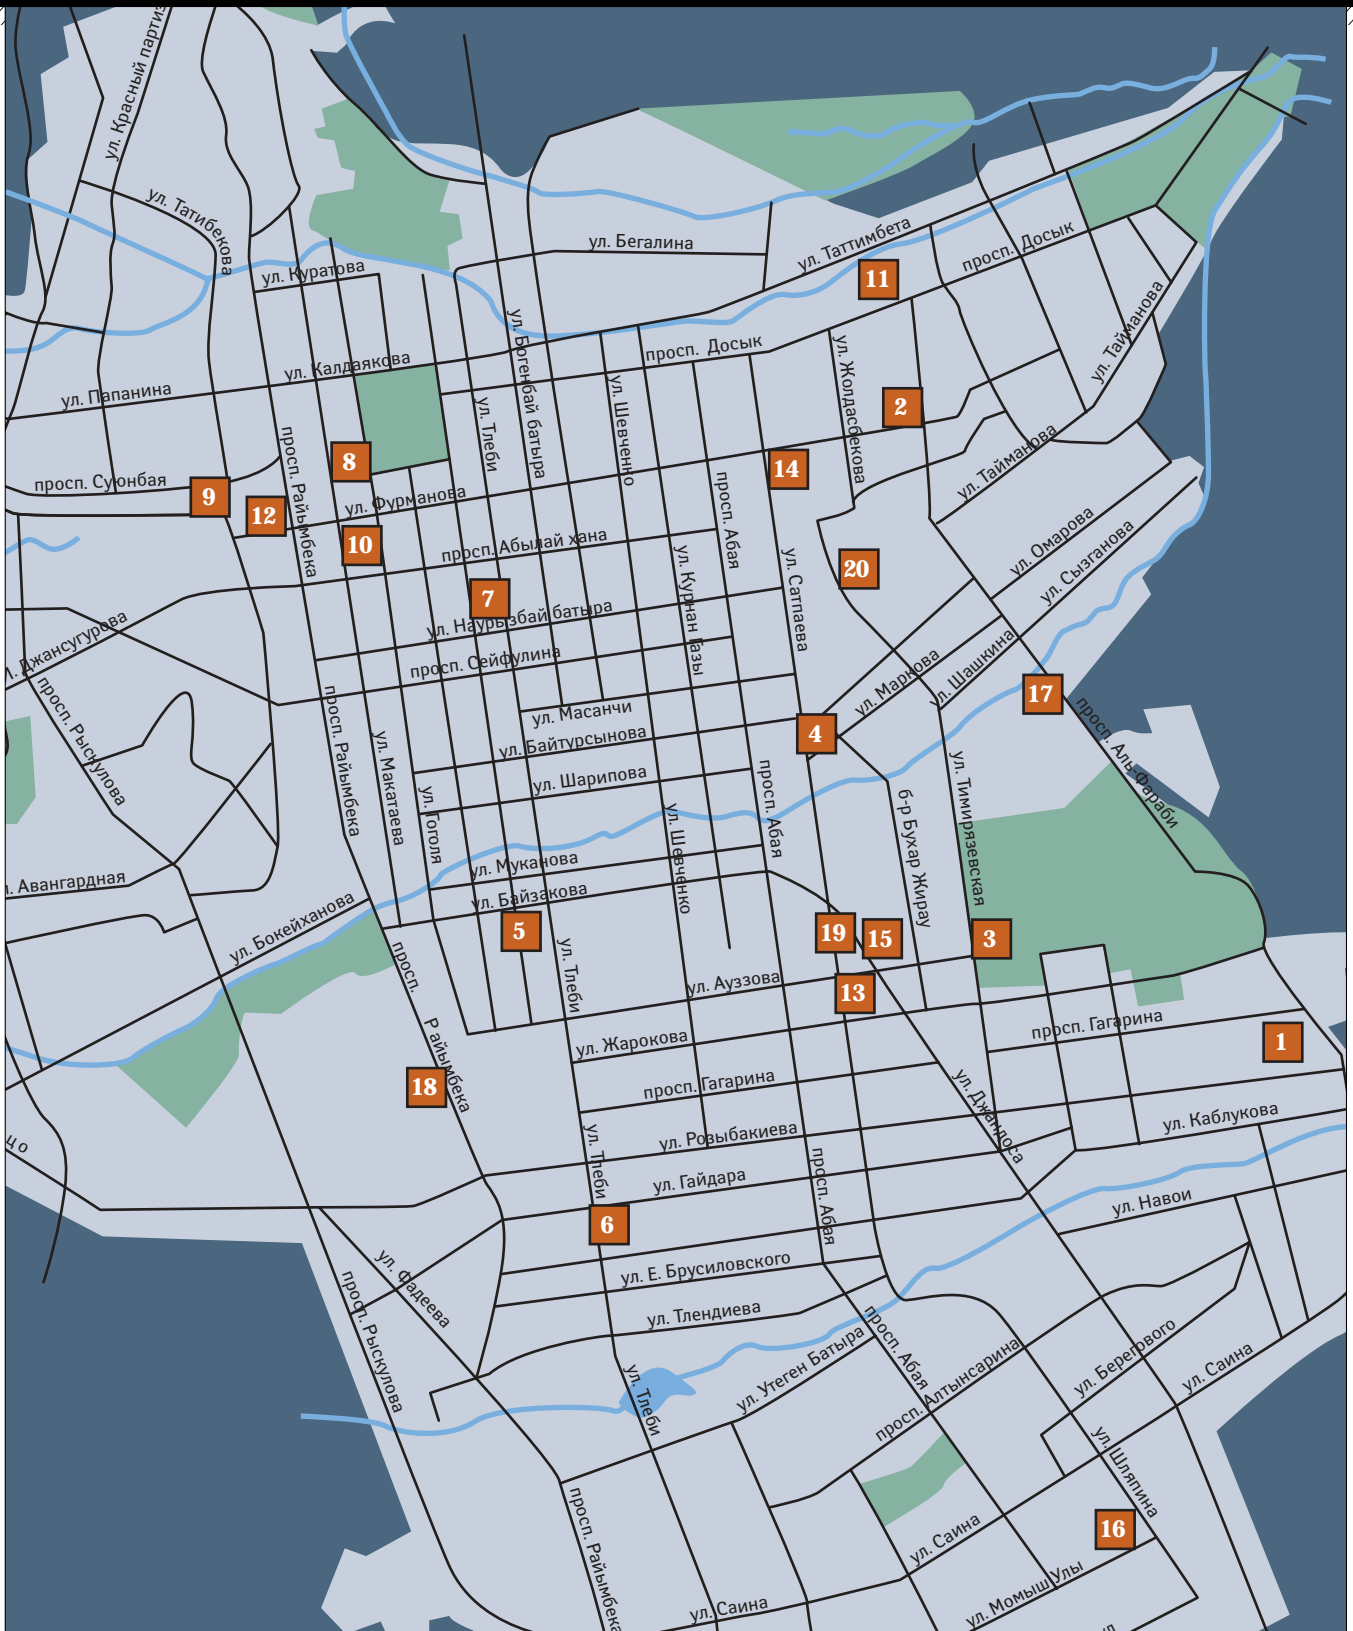 ул. Красный партиз
ул. Татибекова
ул. Бегалина
ул. Таттимбета
просп. Досык
ул. Куратова
11
ул. Тайманова
ул. Богенбай батыра
просп. Досык
ул. Калдаякова
ул. Жолдасбекова
ул. Папанина
ул. Шевченко
ул. Тлеби
2
просп. Райымбека
8
14
ул. Тайманова
просп. Суюнбая
9
ул. Фурманова
просп. Абая
12
10
просп. Абылай хана
ул. Омарова
ул. Сызганова
ул. Курнан Газы
ул. Сатпаева
20
7
ул. Наурызбай батыра
Джансугурова
просп. Сейфулина
ул. Маркова
ул. Шашкина
просп. Рыскулова
просп. Райымбека
17
ул. Масанчи
4
просп. Аль-Фараби
ул. Макатаева
ул. Байтурсынова
ул. Тимирязевская
ул. Шарипова
просп. Абая
ул. Гоголя
б-р Бухар Жирау
ул. Шевченко
ул. Муканова
Авангардная
ул. Байзакова
ул. Бокейханова
5
19
15
3
просп.
Райымбека
ул. Тлеби
ул. Ауззова
13
просп. Гагарина
1
ул. Жарокова
18
просп. Гагарина
ул. Джандоса
ул. Каблукова
цо
ул. Тлеби
ул. Розыбакиева
просп. Абая
ул. Гайдара
ул. Навои
6
ул. Фадеева
ул. Е. Брусиловского
просп. Рыскулова
ул. Тлендиева
просп. Абая
ул. Утеген Батыра
просп. Алтынсарина
ул. Берегового
ул. Саина
ул. Тлеби
ул. Шляпина
просп. Райымбека
16
ул. Саина
ул. Момыш Улы
ул. Саина
ул